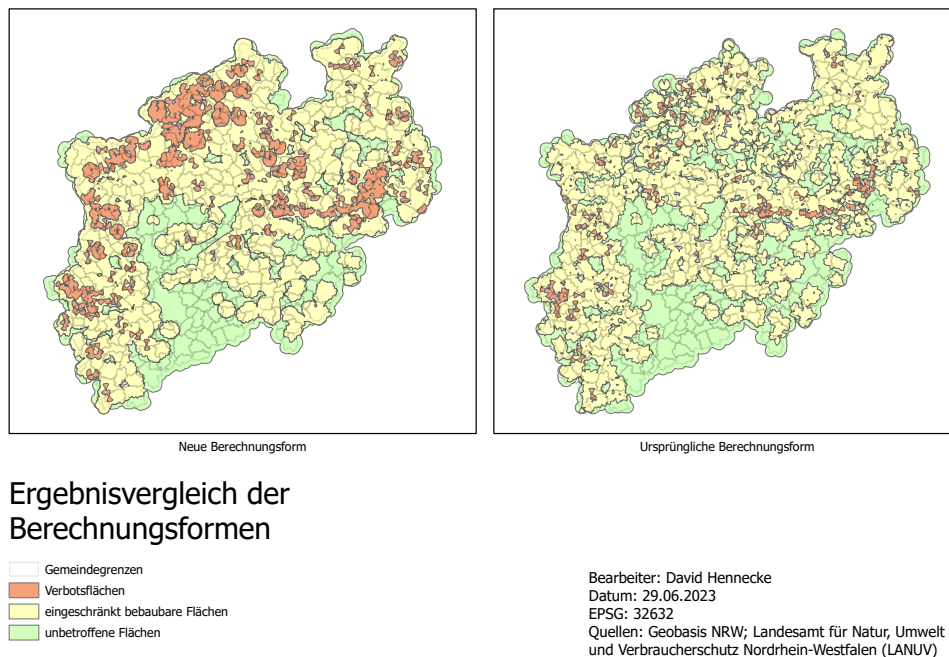 Neue Berechnungsform
Ursprüngliche Berechnungsform
Ergebnisvergleich der
Berechnungsformen
Gemeindegrenzen
Verbotsflächen
eingeschränkt bebaubare Flächen
unbetroffene Flächen
Bearbeiter: David Hennecke
Datum: 29.06.2023
EPSG: 32632
Quellen: Geobasis NRW; Landesamt für Natur, Umwelt
und Verbraucherschutz Nordrhein-Westfalen (LANUV)